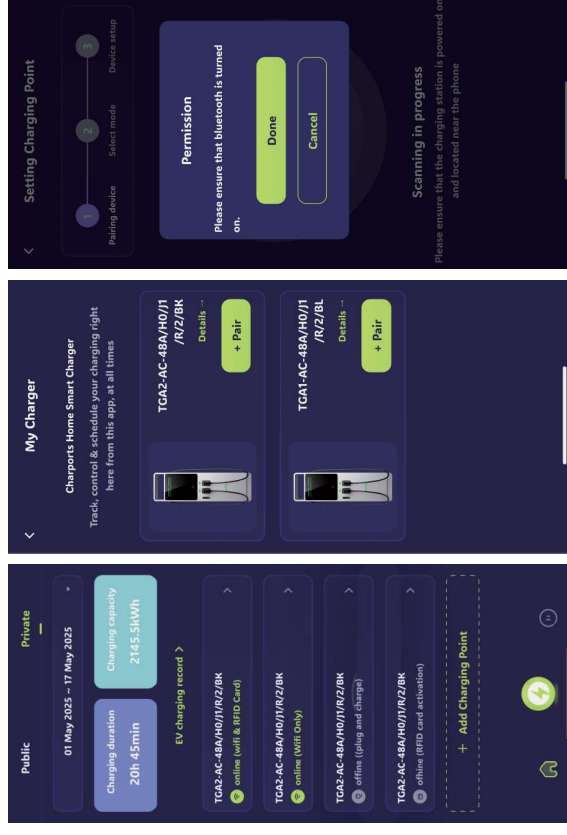 Public
Private
01 May 2025 ~ 17 May 2025
Charging duration
20h 45min
Charging capacity
2145.5kWh
EV charging record >
TGA2-AC-48A/H0/J1/R/2/BK
online (wifi & RFID Card)
TGA2-AC-48A/H0/J1/R/2/BK
online (Wifi Only)
TGA2-AC-48A/H0/J1/R/2/BK
offine ((plug and charge)
TGA2-AC-48A/H0/J1/R/2/BK
ofhine (RFID card activation)
+ Add Charging Point
My Charger
Charports Home Smart Charger
Track, control & schedule your charging right
here from this app, at all times
TGA2-AC-48A/H0/J1
/R/2/BK
Details →
+ Pair
TGA1-AC-48A/H0/J1
/R/2/BL
Details →
+ Pair
Setting Charging Point
1
2
3
Pairing device
Select mode
Device setup
Permission
Please ensure that bluetooth is turned
on.
Done
Cancel
Scanning in progress
Please ensure that the charging station is powered on
and located near the phone